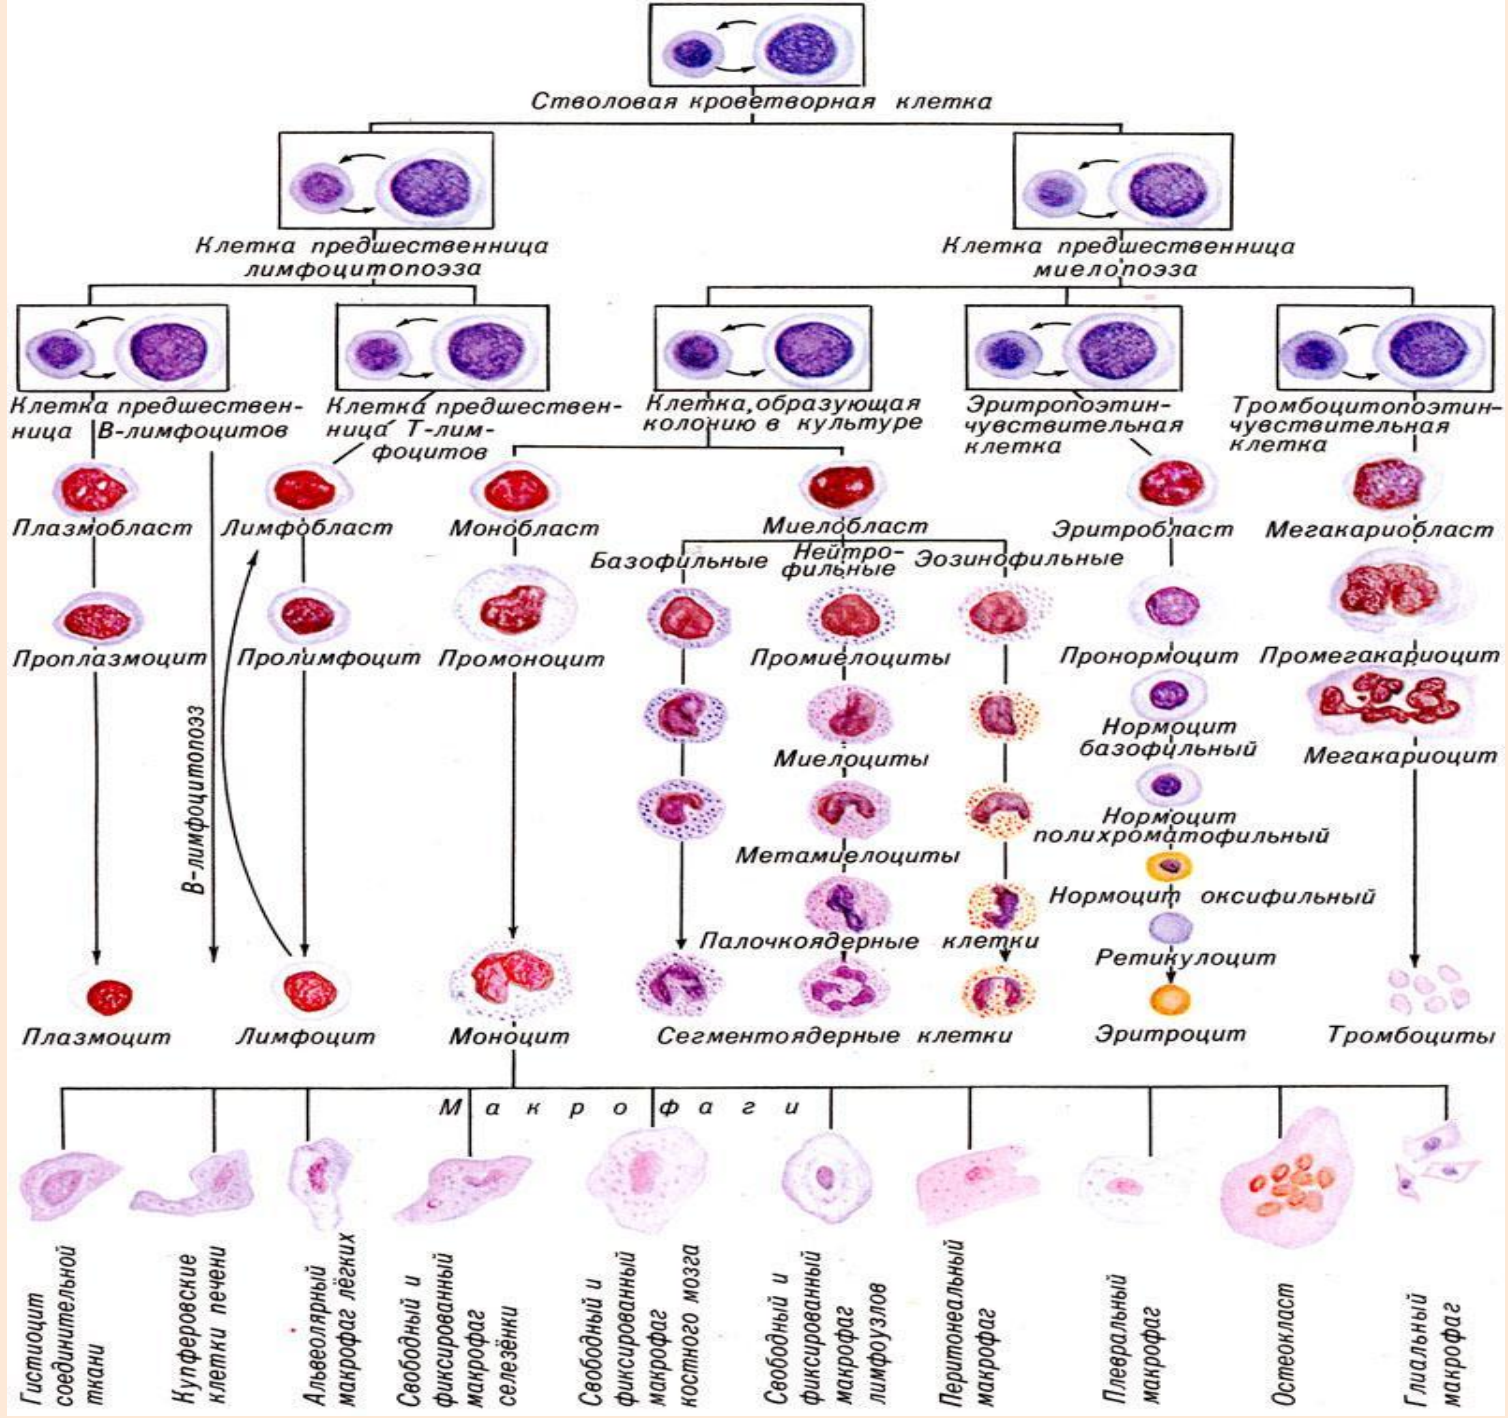 Стволовая кроветворная клетка
Клетка предшественница
лимфоцитопоэза
Клетка предшественница
миелопоэза
Клетка предшествен-
ница В-лимфоцитов
Клетка предшествен-
ница Т-лим-
фоцитов
Клетка, образующая
колонию в культуре
Эритропоэтин-
чувствительная
клетка
Тромбоцитопоэтин-
чувствительная
клетка
Плазмобласт
Лимфобласт
Монобласт
Миелобласт
Эритробласт
Мегакариобласт
Базофильные
Нейтро-
фильные
Эозинофильные
Проплазмоцит
Пролимфоцит
Промоноцит
Промиелоциты
Пронормоцит
Промегакариоцит
В-лимфоцитопоэз
Миелоциты
Нормоцит
базофильный
Мегакариоцит
Метамиелоциты
Нормоцит
полихроматофильный
Нормоцит оксифильный
Палочкоядерные клетки
Ретикулоцит
Плазмоцит
Лимфоцит
Моноцит
Сегментоядерные клетки
Эритроцит
Тромбоциты
Макрофаги
Гистиоцит
соединительной
ткани
Купферовские
клетки печени
Альвеолярный
макрофаг лёгких
Свободный и
фиксированный
макрофаг
селезёнки
Свободный и
фиксированный
макрофаг
костного мозга
Свободный и
фиксированный
макрофаг
лимфоузлов
Перитонеальный
макрофаг
Плевральный
макрофаг
Остеокласт
Глиальный
макрофаг